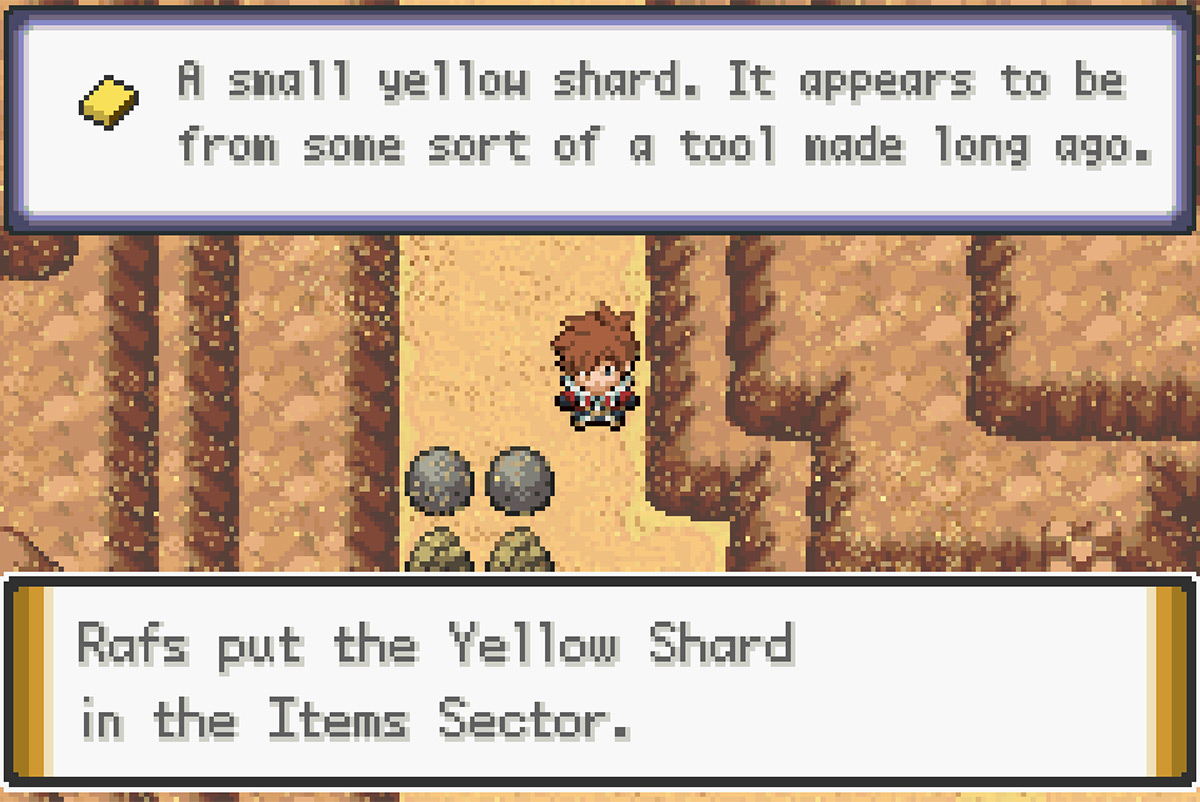 A small yellow shard. It appears to be
from some sort of a tool made long ago.
Rafs put the Yellow Shard
in the Items Sector.